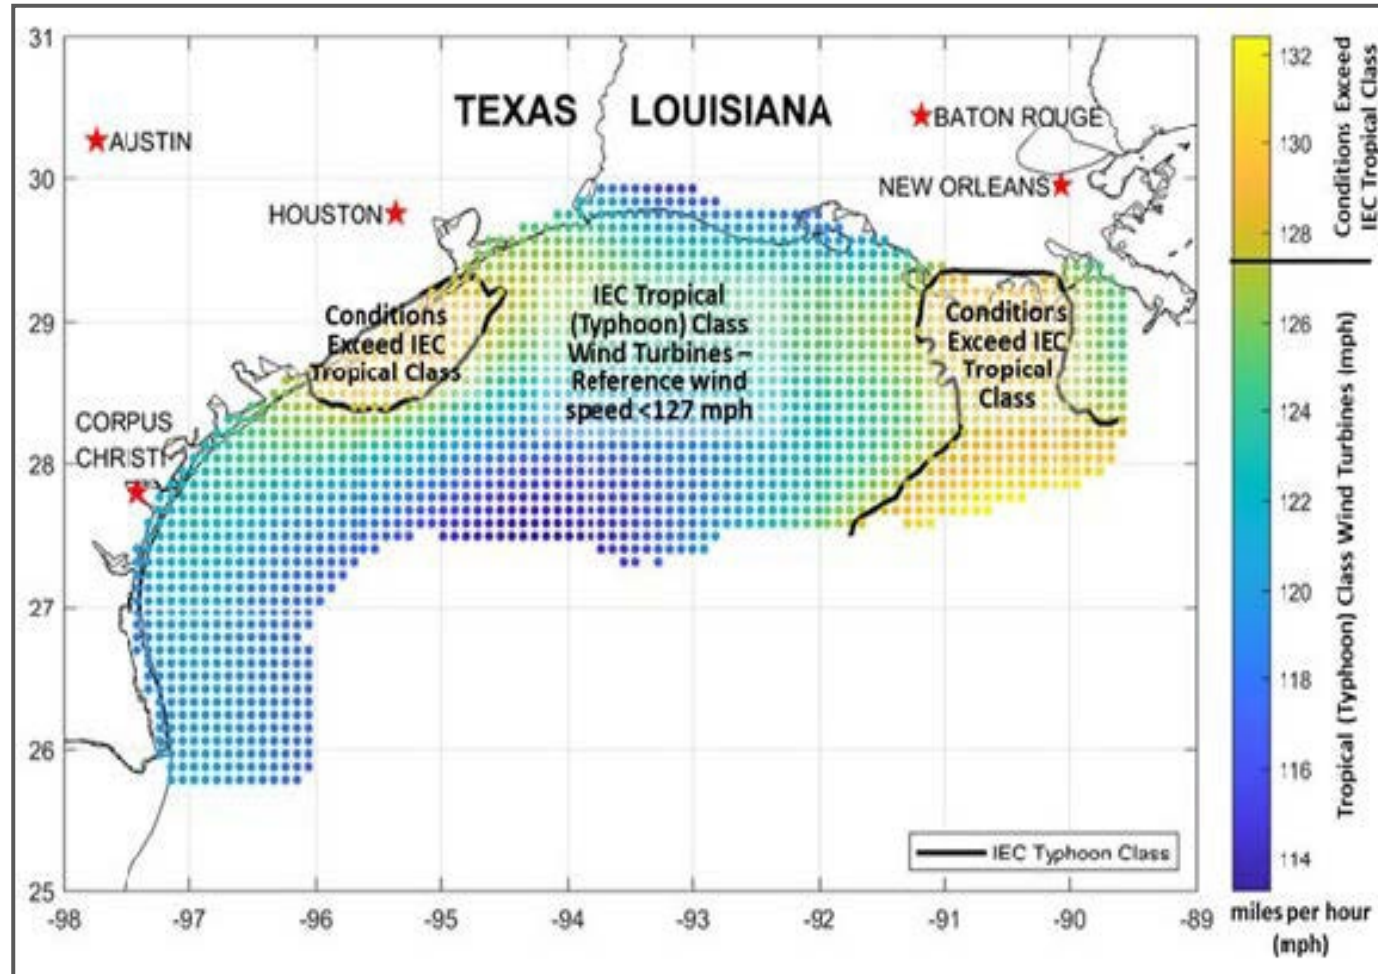 31
30
29
28
27
26
25
-98
-97
-96
-95
-94
-93
-92
-91
-90
-89
TEXAS
LOUISIANA
AUSTIN
BATON ROUGE
HOUSTON
NEW ORLEANS
CORPUS
CHRISTI
Conditions
Exceed IEC
Tropical Class
IEC Tropical
(Typhoon) Class
Wind Turbines –
Reference wind
speed <127 mph
Conditions
Exceed IEC
Tropical
Class
IEC Typhoon Class
132
130
128
126
124
122
120
118
116
114
Conditions Exceed
IEC Tropical Class
Tropical (Typhoon) Class Wind Turbines (mph)
miles per hour
(mph)